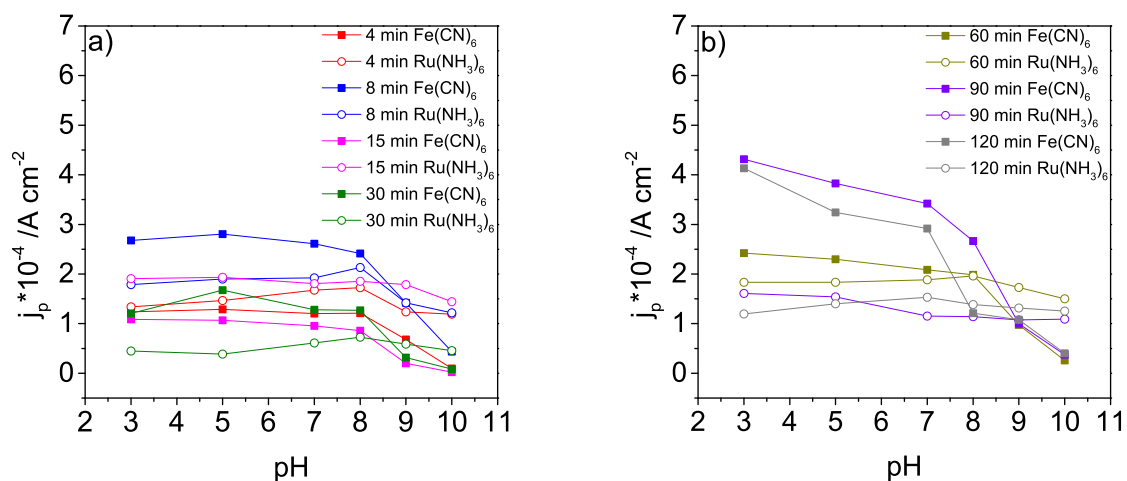 a)
4 min Fe(CN)₆
4 min Ru(NH₃)₆
8 min Fe(CN)₆
8 min Ru(NH₃)₆
15 min Fe(CN)₆
15 min Ru(NH₃)₆
30 min Fe(CN)₆
30 min Ru(NH₃)₆
7
6
5
4
3
2
1
0
jₚ*10⁻⁴ /A cm⁻²
2 3 4 5 6 7 8 9 10 11
pH
b)
60 min Fe(CN)₆
60 min Ru(NH₃)₆
90 min Fe(CN)₆
90 min Ru(NH₃)₆
120 min Fe(CN)₆
120 min Ru(NH₃)₆
7
6
5
4
3
2
1
0
jₚ*10⁻⁴ /A cm⁻²
2 3 4 5 6 7 8 9 10 11
pH